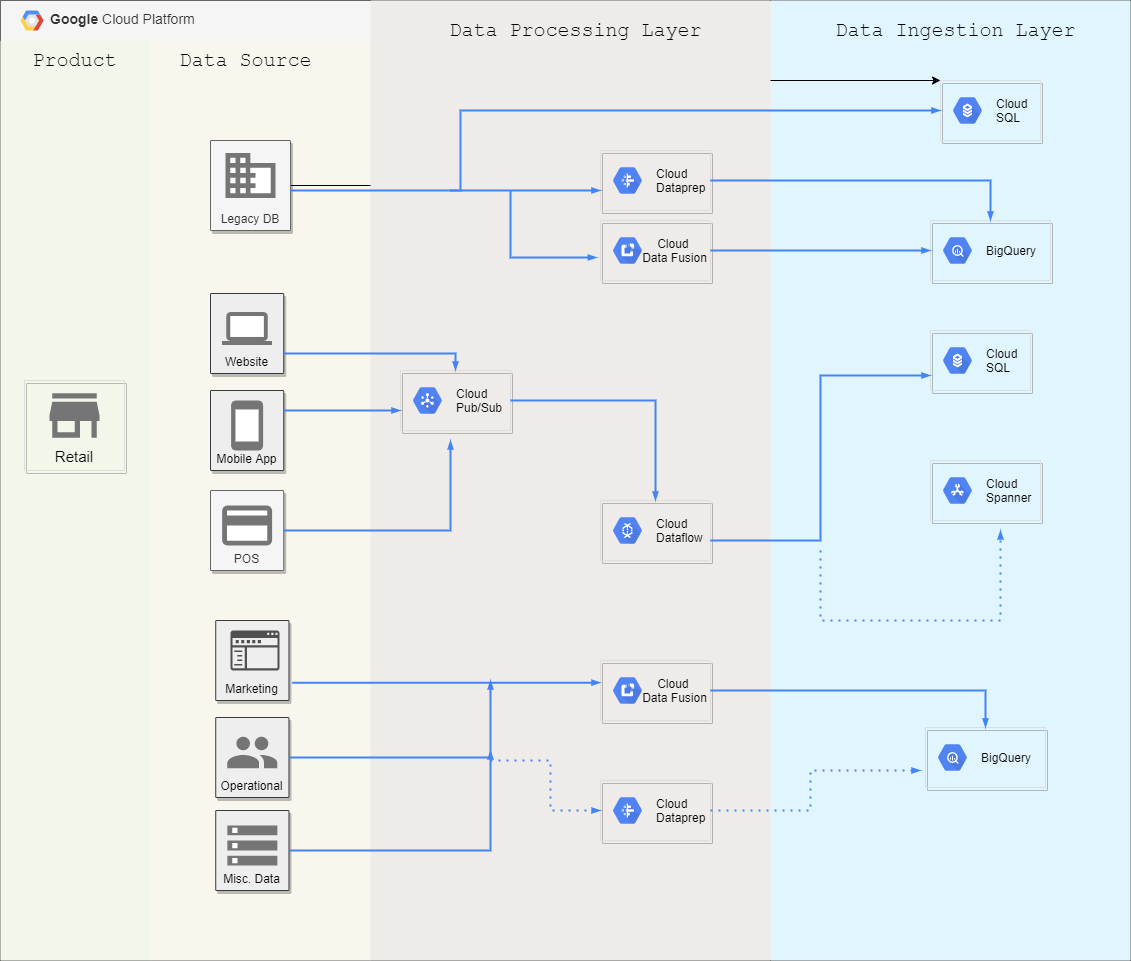 Google Cloud Platform
Product
Data Source
Data Processing Layer
Data Ingestion Layer
Legacy DB
Cloud
SQL
Cloud
Dataprep
Cloud
Data Fusion
BigQuery
Website
Mobile App
POS
Retail
Cloud
Pub/Sub
Cloud
SQL
Cloud
Spanner
Cloud
Dataflow
Marketing
Operational
Misc. Data
Cloud
Data Fusion
Cloud
Dataprep
BigQuery